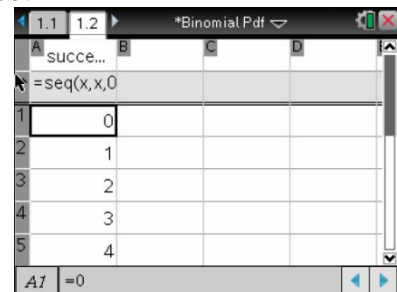 1.1 1.2 *Binomial Pdf
A succe... B C D E
=seq(x,x,0
1 0
2 1
3 2
4 3
5 4
A1 =0